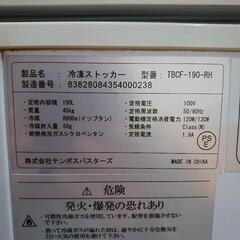 製品名：冷凍ストッカー　型番：TBCF-190-RH
製造番号：83828084354000238
・定格内容積 190L
・定格電圧 100V
・質量 40kg
・定格周波数 50/60Hz
・冷媒 R600a（イソブタン）
・電動機定格消費電力 120W/130W
・冷媒封入量 50g
・気候クラス Class(N)
・断熱発泡ガスシクロペンタン
・定格電流 1.9A
PS
E
株式会社テンポスバスターズ
MADE IN CHINA
危険
発火・爆発の恐れあり